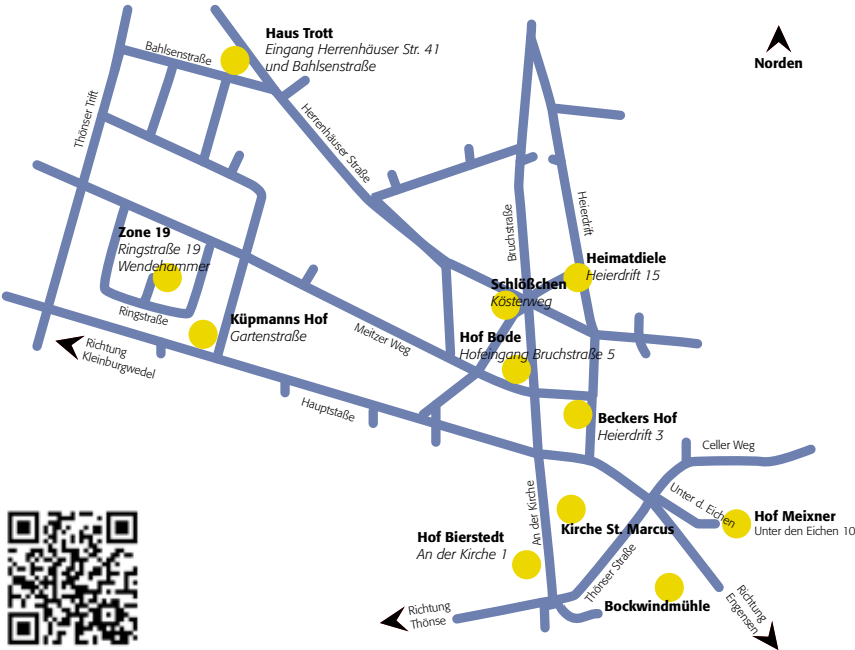 Haus Trott
Eingang Herrenhäuser Str. 41
und Bahlsenstraße
Norden
Bahlsenstraße
Thönser Trift
Herrenhäuser Straße
Zone 19
Ringstraße 19
Wendehammer
Ringstraße
Bruchstraße
Heierdrift
Heimatdiele
Heierdrift 15
Schlößchen
Kösterweg
Küpmanns Hof
Gartenstraße
Meitzer Weg
Hof Bode
Hofeingang Bruchstraße 5
Richtung
Kleinburgwedel
Hauptstaße
Beckers Hof
Heierdrift 3
Celler Weg
Unter d. Eichen
Hof Meixner
Unter den Eichen 10
An der Kirche
Kirche St. Marcus
Hof Bierstedt
An der Kirche 1
Thönser Straße
Bockwindmühle
Richtung
Thönse
Richtung
Engensen